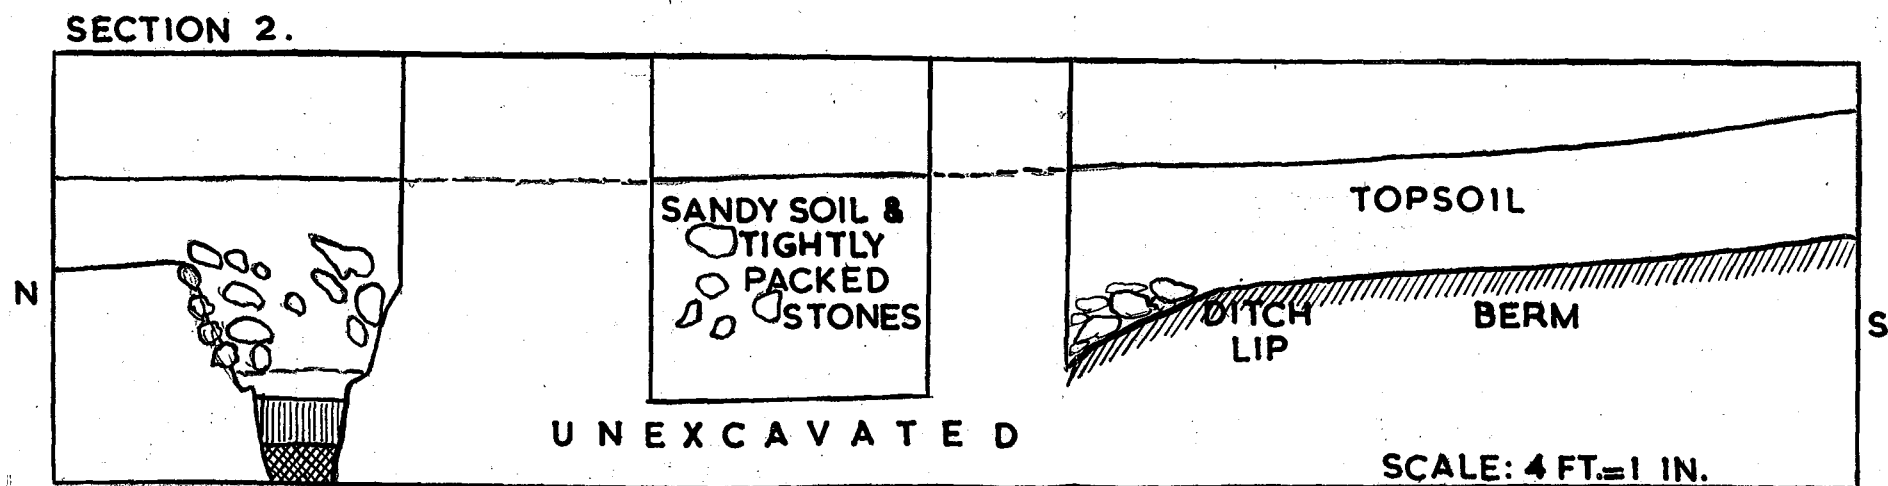 SECTION 2.
SANDY SOIL &
TIGHTLY
PACKED
STONES
TOPSOIL
N
DITCH
LIP
BERM
S
UNEXCAVATED
SCALE: 4 FT.=1 IN.